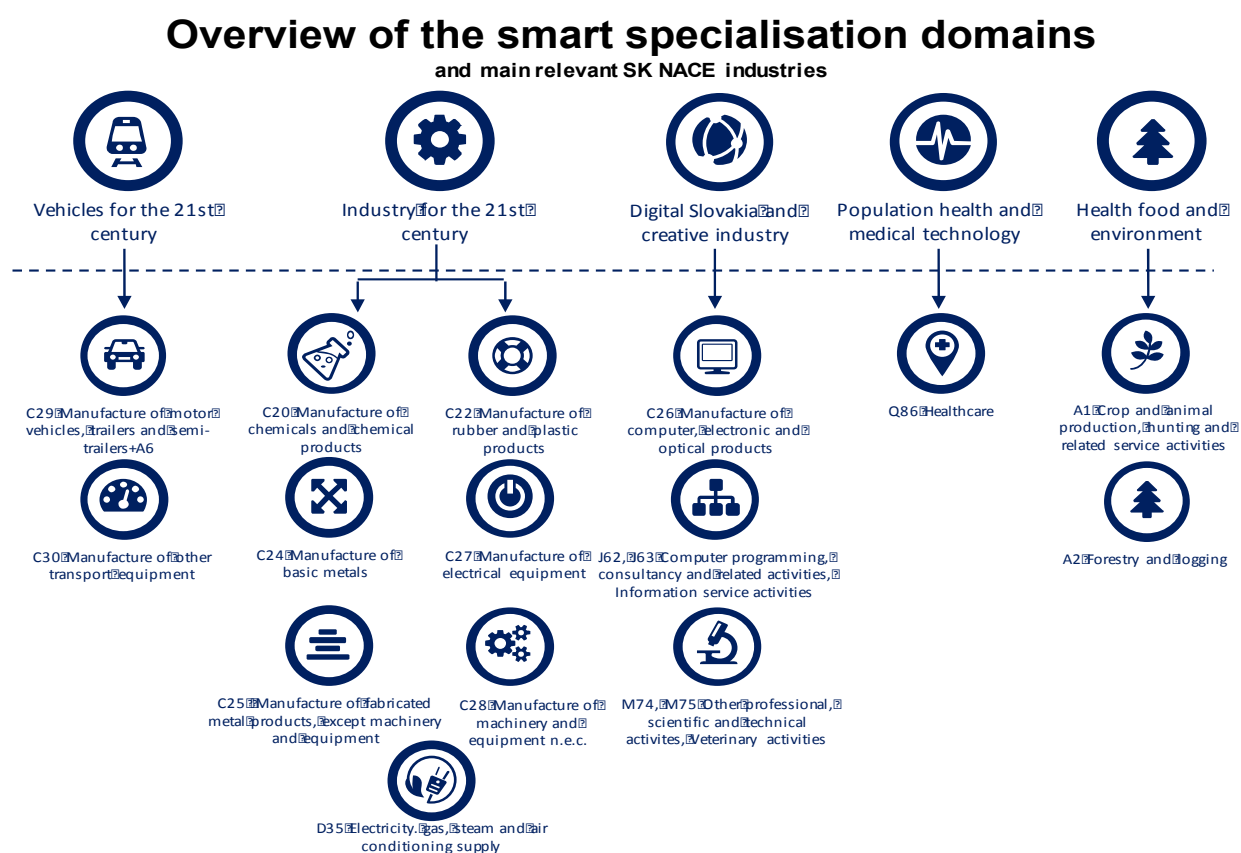 Overview of the smart specialisation domains
and main relevant SK NACE industries
Vehicles for the 21st
century
Industry for the 21st
century
Digital Slovakia and
creative industry
Population health and
medical technology
Health food and
environment
C29 Manufacture of motor
vehicles, trailers and semi-
trailers+A6
C20 Manufacture of
chemicals and chemical
products
C22 Manufacture of
rubber and plastic
products
C26 Manufacture of
computer, electronic and
optical products
Q86 Healthcare
A1 Crop and animal
production, hunting and
related service activities
C30 Manufacture of other
transport equipment
C24 Manufacture of
basic metals
C27 Manufacture of
electrical equipment
J62, J63 Computer programming,
consultancy and related activities,
Information service activities
A2 Forestry and logging
C25 Manufacture of fabricated
metal products, except machinery
and equipment
C28 Manufacture of
machinery and
equipment n.e.c.
M74, M75 Other professional,
scientific and technical
activites, Veterinary activities
D35 Electricity. gas, steam and air
conditioning supply